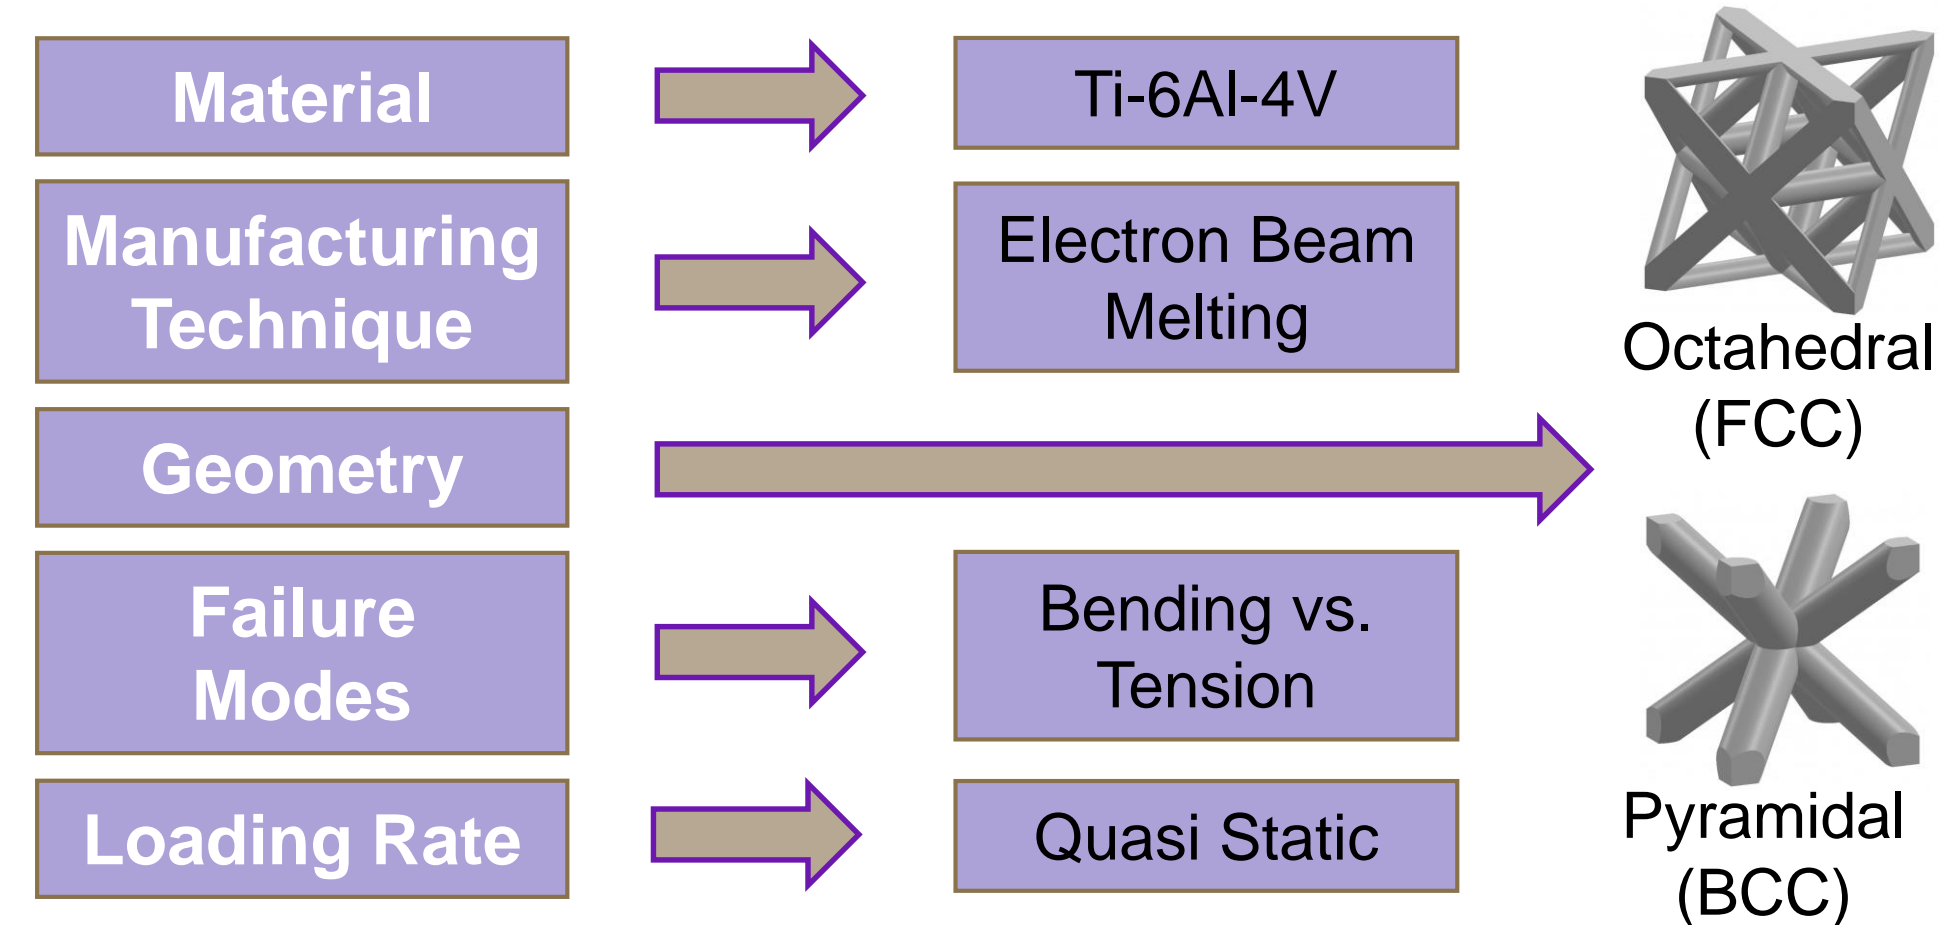 Material
Ti-6Al-4V
Manufacturing
Technique
Electron Beam
Melting
Octahedral
(FCC)
Geometry
Failure
Modes
Bending vs.
Tension
Loading Rate
Quasi Static
Pyramidal
(BCC)